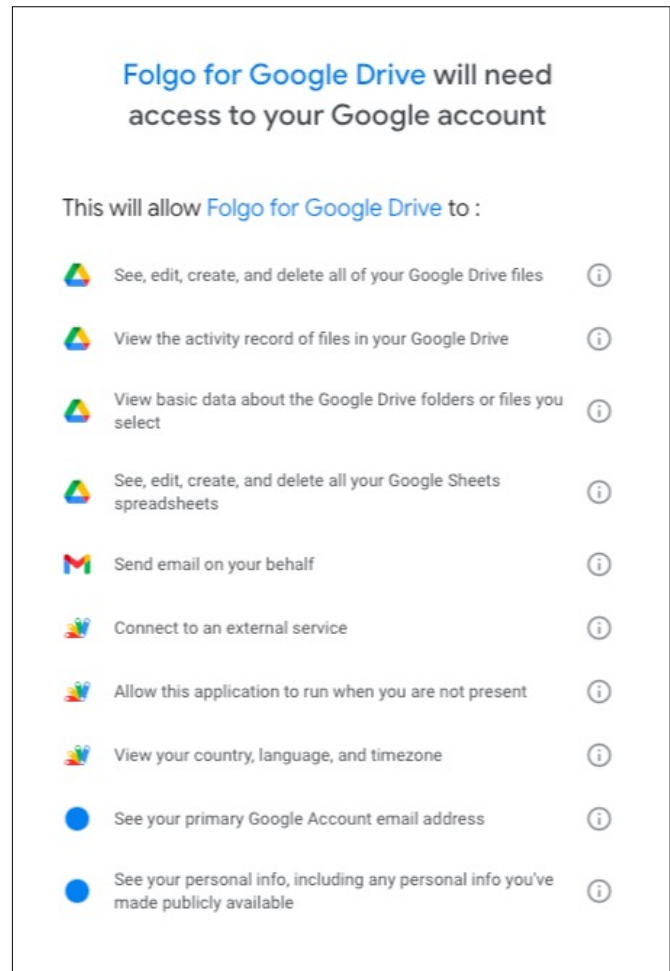 Folgo for Google Drive will need
access to your Google account
This will allow Folgo for Google Drive to :
See, edit, create, and delete all of your Google Drive files
View the activity record of files in your Google Drive
View basic data about the Google Drive folders or files you
select
See, edit, create, and delete all your Google Sheets
spreadsheets
Send email on your behalf
Connect to an external service
Allow this application to run when you are not present
View your country, language, and timezone
See your primary Google Account email address
See your personal info, including any personal info you've
made publicly available